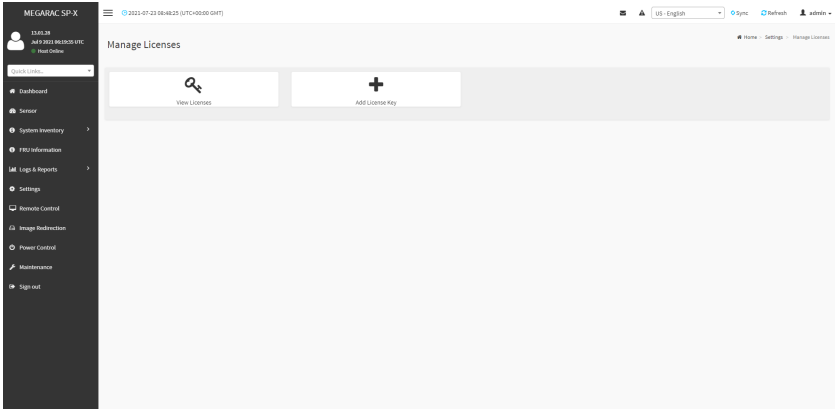 MEGARAC SP-X
2021-07-23 08:48:25 (UTC+00:00 GMT)
US - English
Sync
Refresh
admin
13.01.28
Jul 9 2021 06:19:35 UTC
Host Online
Quick Links...
Dashboard
Sensor
System Inventory
FRU Information
Logs & Reports
Settings
Remote Control
Image Redirection
Power Control
Maintenance
Sign out
Manage Licenses
Home > Settings > Manage Licenses
View Licenses
Add License Key